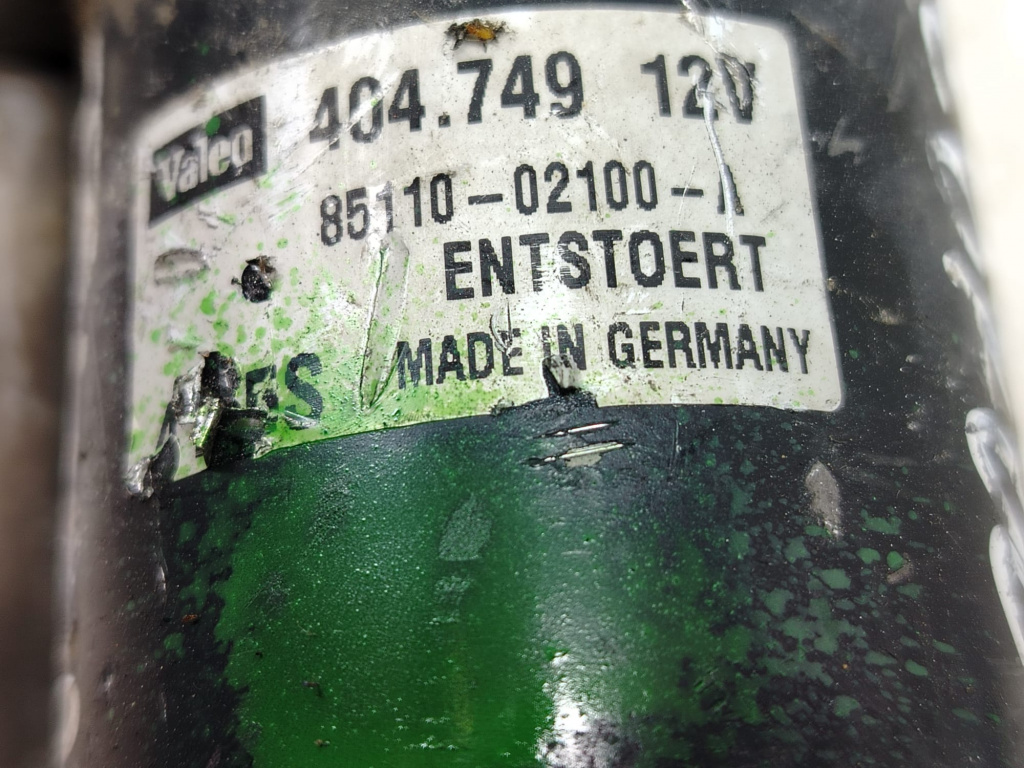 Valeo
404.749 12V
85110-02100-A
ENTSTOERT
MADE IN GERMANY